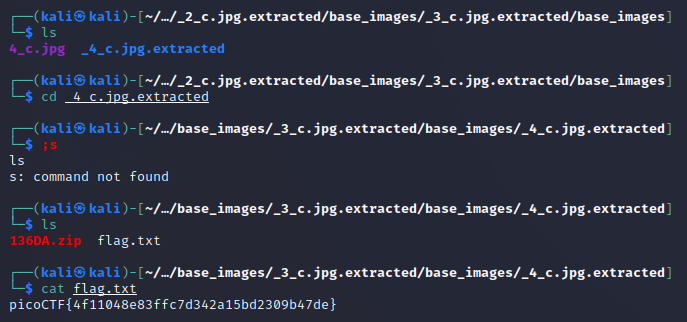 ┌──(kali㉿kali)-[~/…/_2_c.jpg.extracted/base_images/_3_c.jpg.extracted/base_images]
└─$ ls
4_c.jpg  _4_c.jpg.extracted
┌──(kali㉿kali)-[~/…/_2_c.jpg.extracted/base_images/_3_c.jpg.extracted/base_images]
└─$ cd _4_c.jpg.extracted
┌──(kali㉿kali)-[~/…/base_images/_3_c.jpg.extracted/base_images/_4_c.jpg.extracted]
└─$ ;s
ls
s: command not found
┌──(kali㉿kali)-[~/…/base_images/_3_c.jpg.extracted/base_images/_4_c.jpg.extracted]
└─$ ls
136DA.zip  flag.txt
┌──(kali㉿kali)-[~/…/base_images/_3_c.jpg.extracted/base_images/_4_c.jpg.extracted]
└─$ cat flag.txt
picoCTF{4f11048e83ffc7d342a15bd2309b47de}